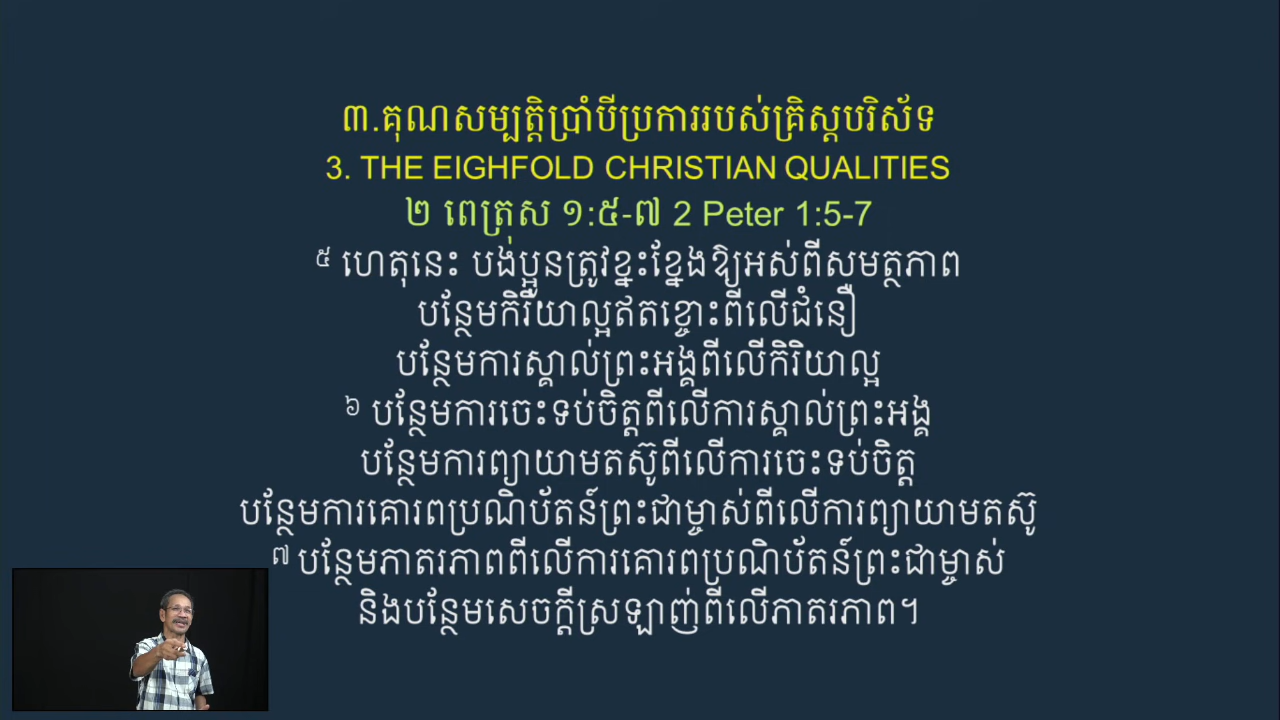 ៣.គុណសម្បត្តិប្រាំបីប្រការរបស់គ្រិស្តបរិស័ទ
3. THE EIGHFOLD CHRISTIAN QUALITIES
២ ពេត្រុស ១:៥-៧ 2 Peter 1:5-7
៥ ហេតុនេះ បងប្អូនត្រូវខ្នះខ្នែងឱ្យអស់ពីសមត្ថភាព
បន្ថែមកិរិយាល្អឥតខ្ចោះពីលើជំនឿ
បន្ថែមការស្គាល់ព្រះអង្គពីលើកិរិយាល្អ
៦ បន្ថែមការចេះទប់ចិត្តពីលើការស្គាល់ព្រះអង្គ
បន្ថែមការព្យាយាមតស៊ូពីលើការចេះទប់ចិត្ត
បន្ថែមការគោរពប្រណិប័តន៍ព្រះជាម្ចាស់ពីលើការព្យាយាមតស៊ូ
៧ បន្ថែមភាតរភាពពីលើការគោរពប្រណិប័តន៍ព្រះជាម្ចាស់
និងបន្ថែមសេចក្ដីស្រឡាញ់ពីលើភាតរភាព។